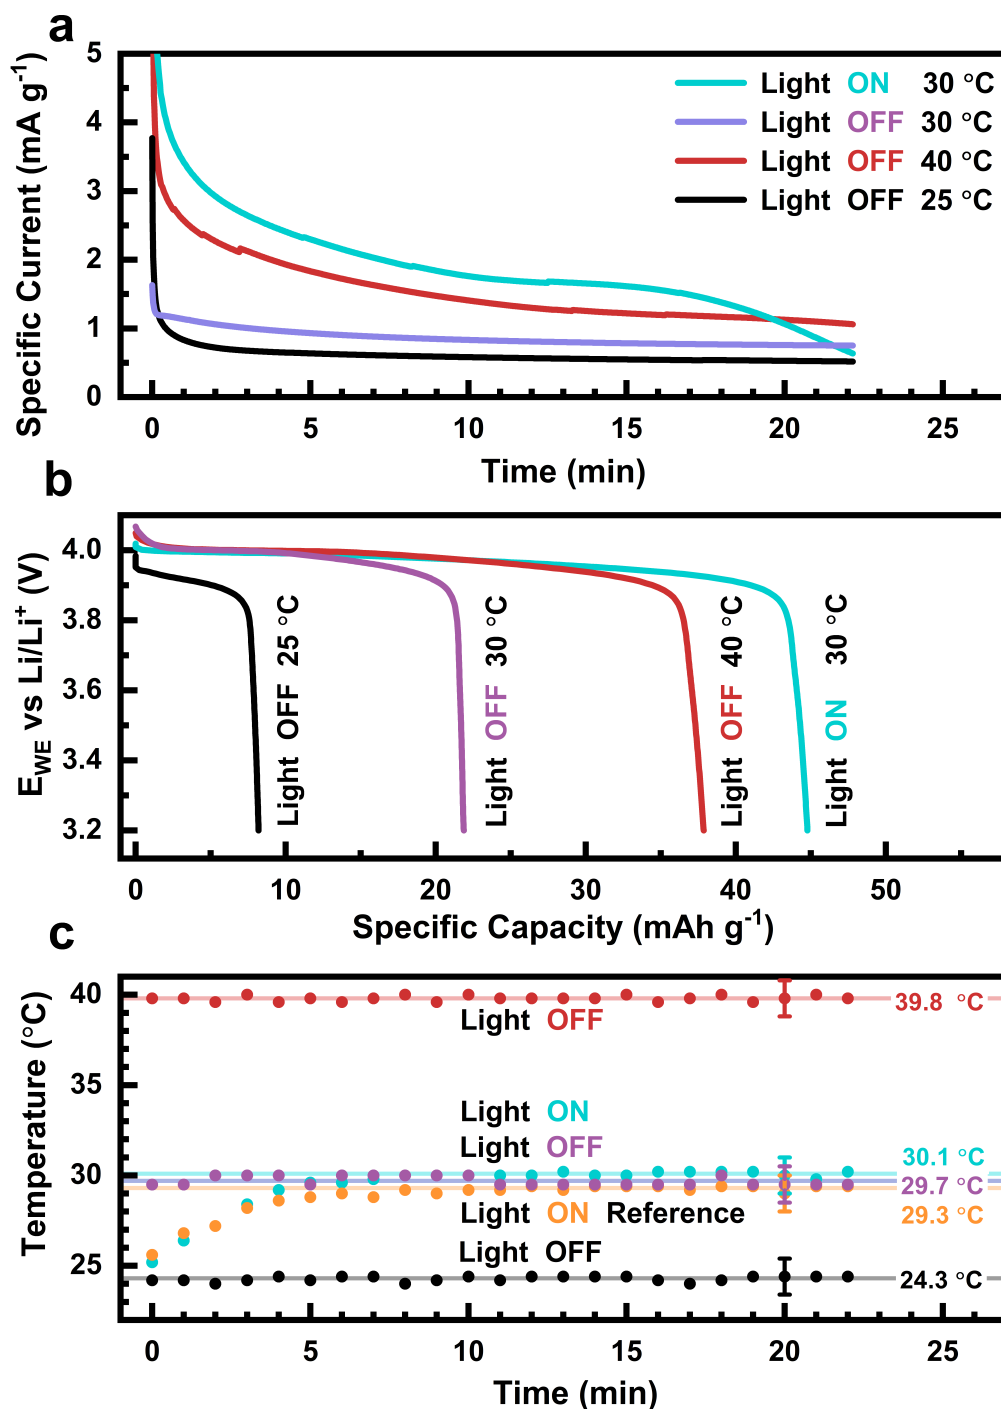 a
Specific Current (mA g⁻¹)
5
4
3
2
1
0
Light ON 30 °C
Light OFF 30 °C
Light OFF 40 °C
Light OFF 25 °C
0 5 10 15 20 25
Time (min)
b
E_WE vs Li/Li⁺ (V)
4.0
3.8
3.6
3.4
3.2
Light OFF 25 °C
Light OFF 30 °C
Light OFF 40 °C
Light ON 30 °C
0 10 20 30 40 50
Specific Capacity (mAh g⁻¹)
c
Temperature (°C)
40
35
30
25
39.8 °C
Light OFF
Light ON
Light OFF
30.1 °C
29.7 °C
29.3 °C
Light ON Reference
Light OFF
24.3 °C
0 5 10 15 20 25
Time (min)